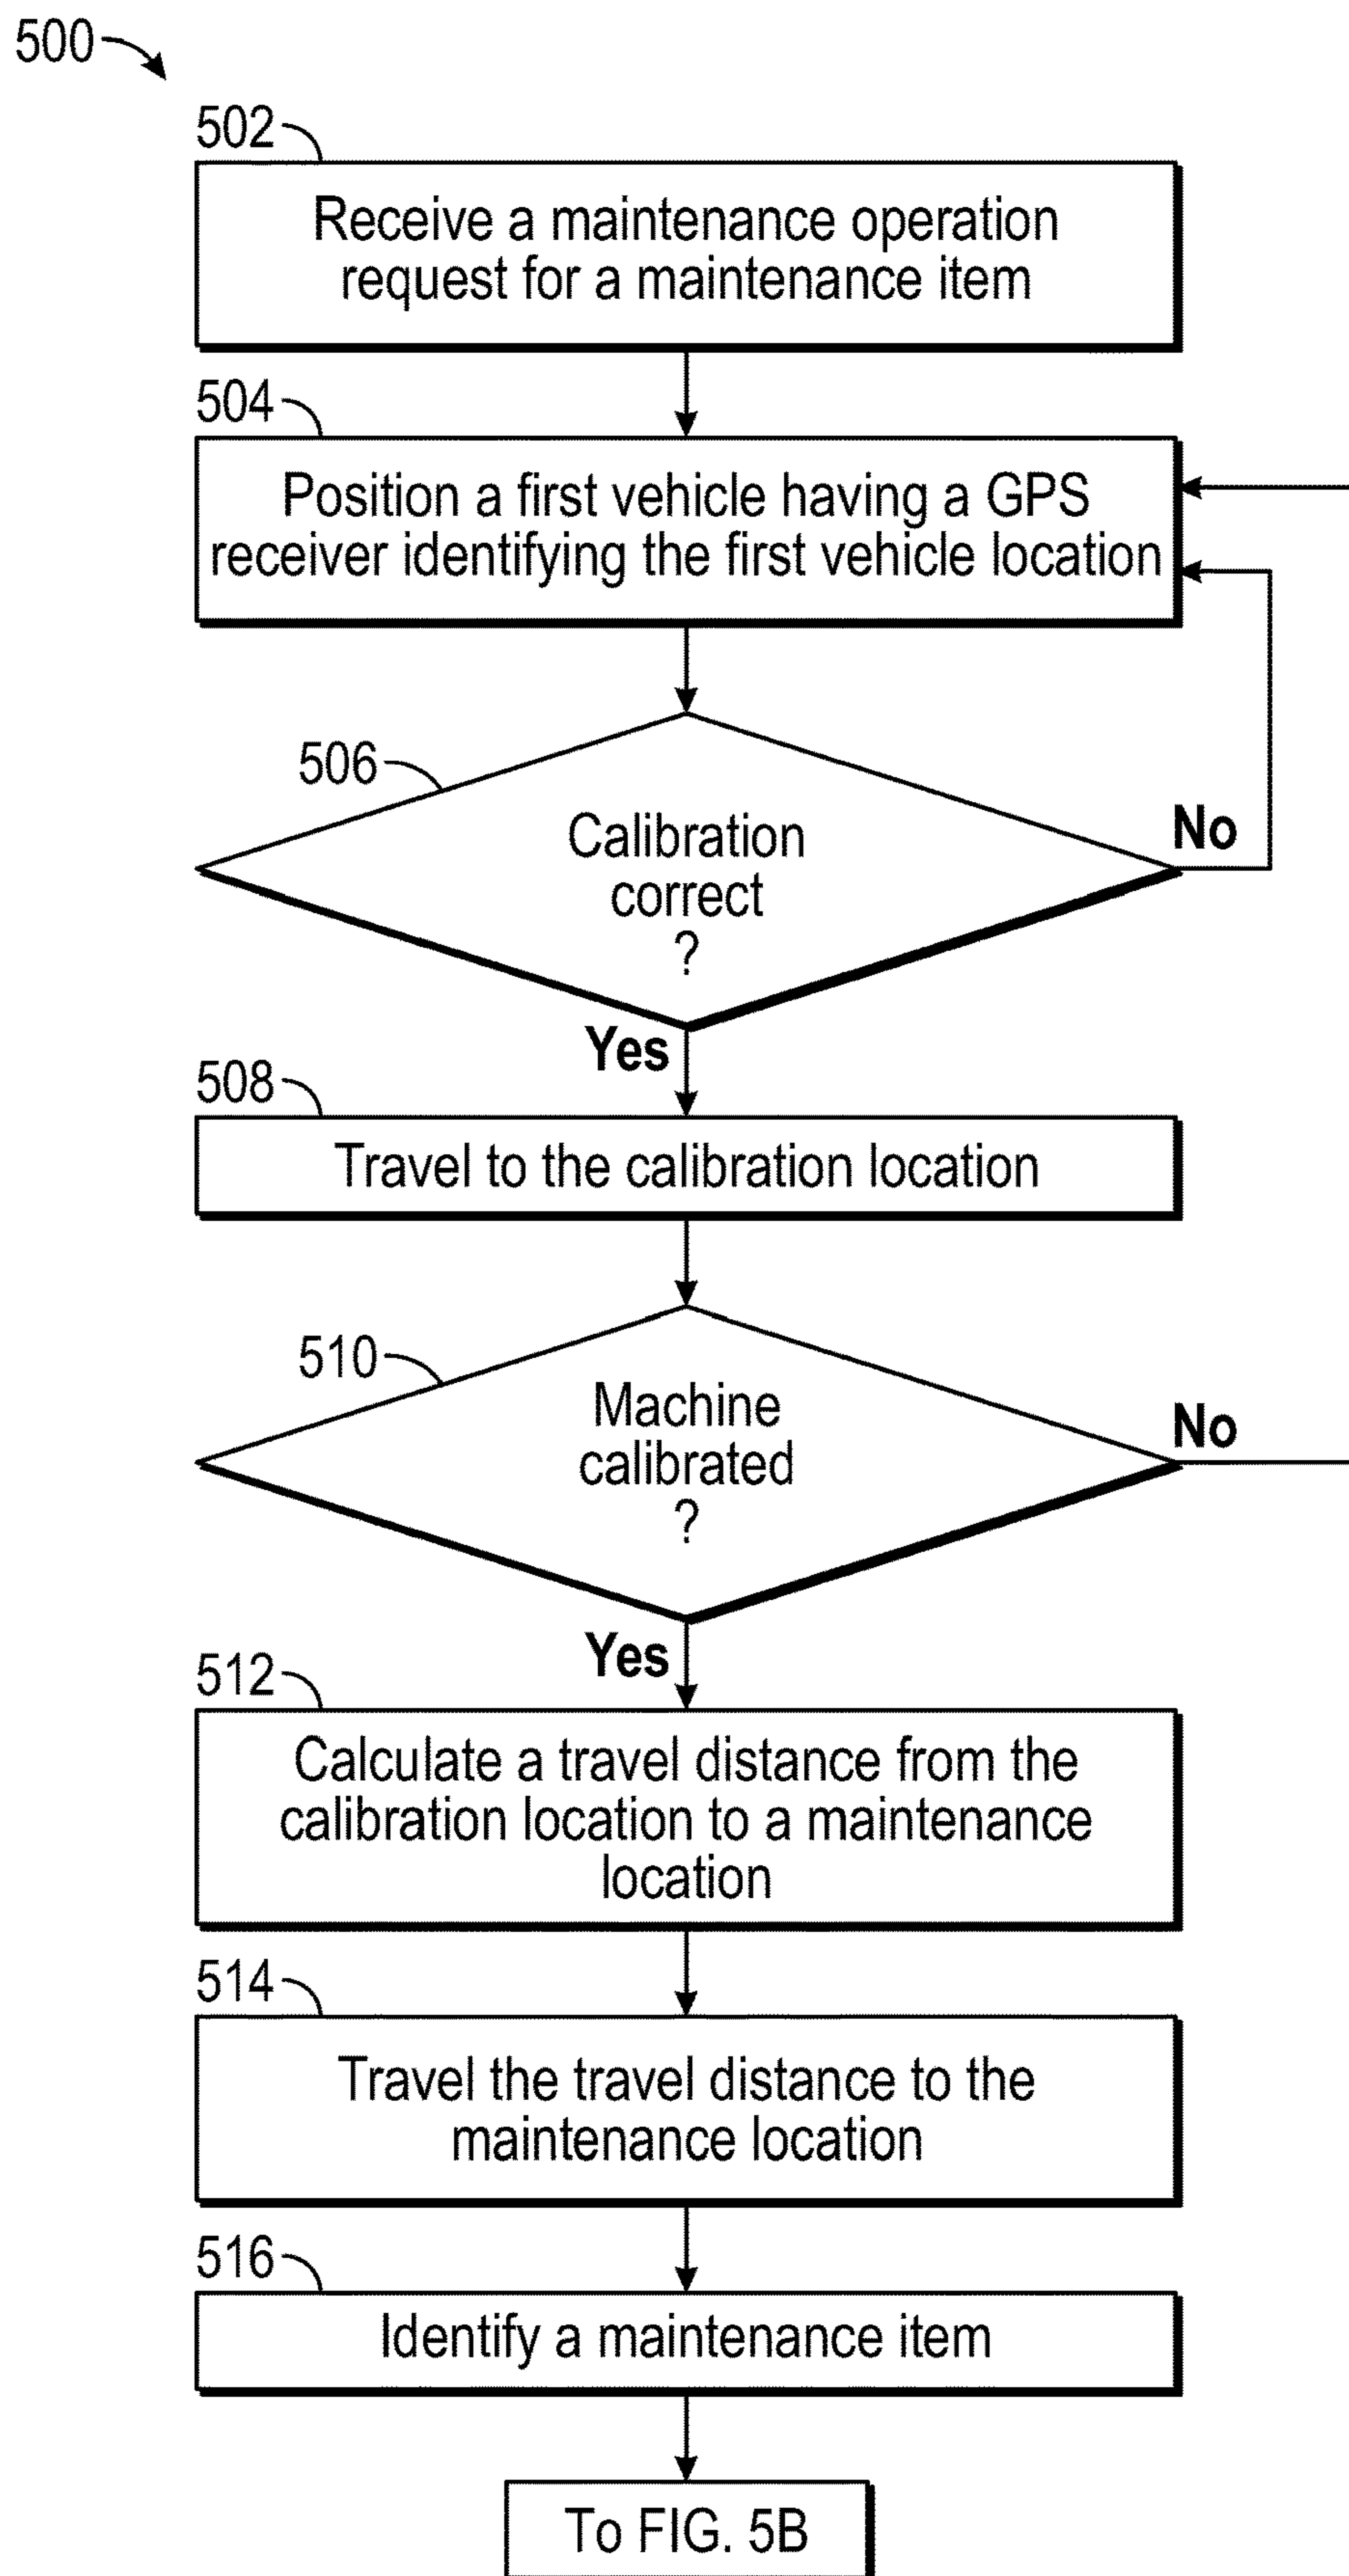 500
502
Receive a maintenance operation
request for a maintenance item
504
Position a first vehicle having a GPS
receiver identifying the first vehicle location
506
Calibration
correct
?
No
Yes
508
Travel to the calibration location
510
Machine
calibrated
?
No
Yes
512
Calculate a travel distance from the
calibration location to a maintenance
location
514
Travel the travel distance to the
maintenance location
516
Identify a maintenance item
To FIG. 5B